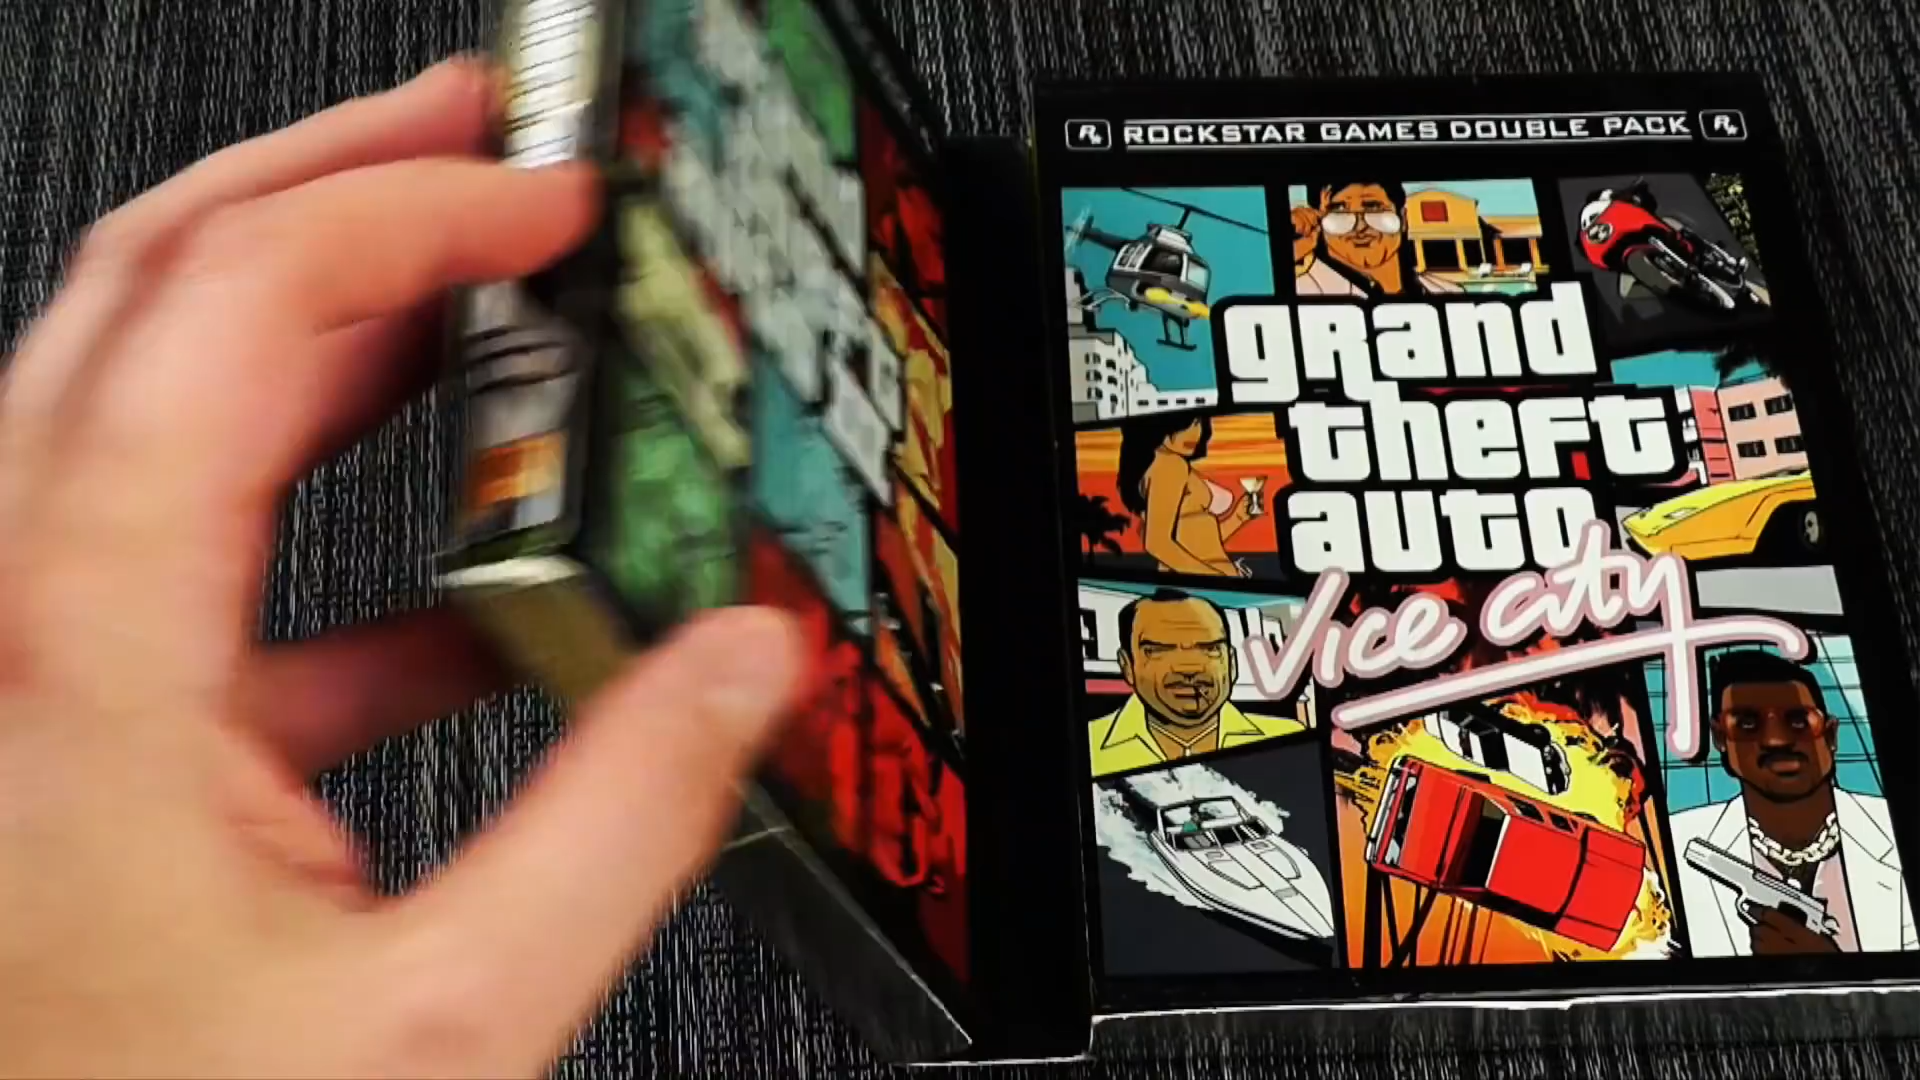 R★ ROCKSTAR GAMES DOUBLE PACK R★
grand
theft
auto
Vice City